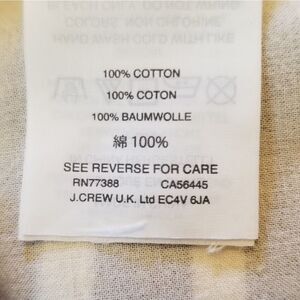 100% COTTON
100% COTON
100% BAUMWOLLE
綿 100%
SEE REVERSE FOR CARE
RN77388 CA56445
J.CREW U.K. Ltd EC4V 6JA